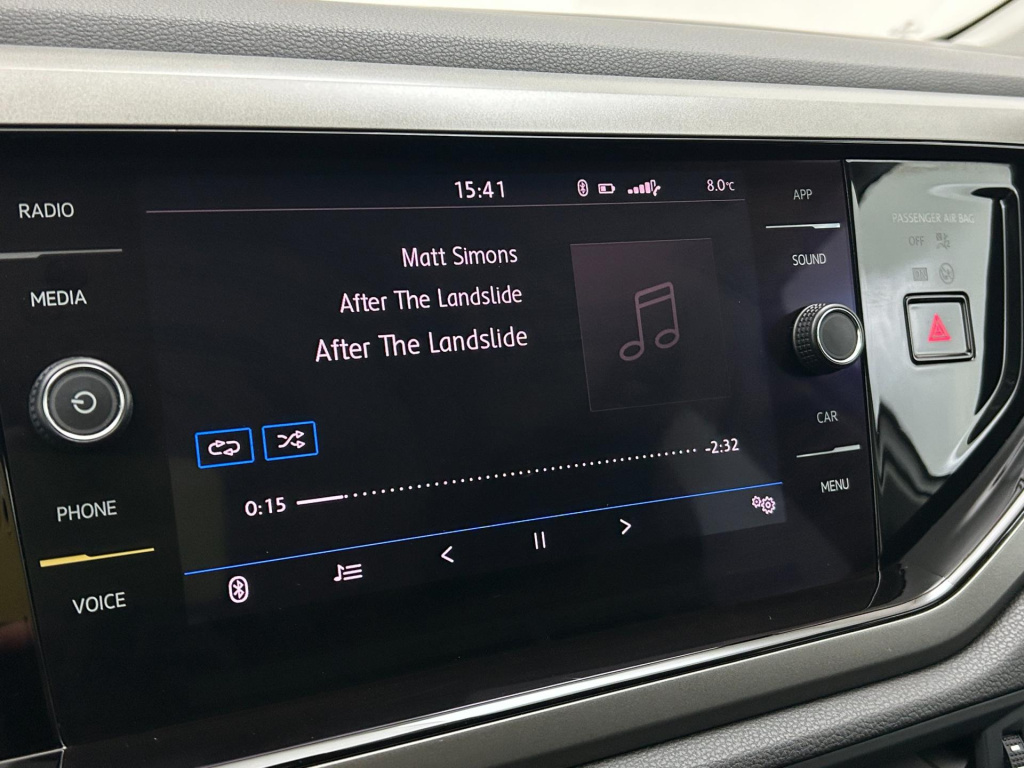 15:41
8.0°C
RADIO
MEDIA
PHONE
VOICE
Matt Simons
After The Landslide
After The Landslide
0:15
-2:32
APP
SOUND
CAR
MENU
PASSENGER AIR BAG
OFF